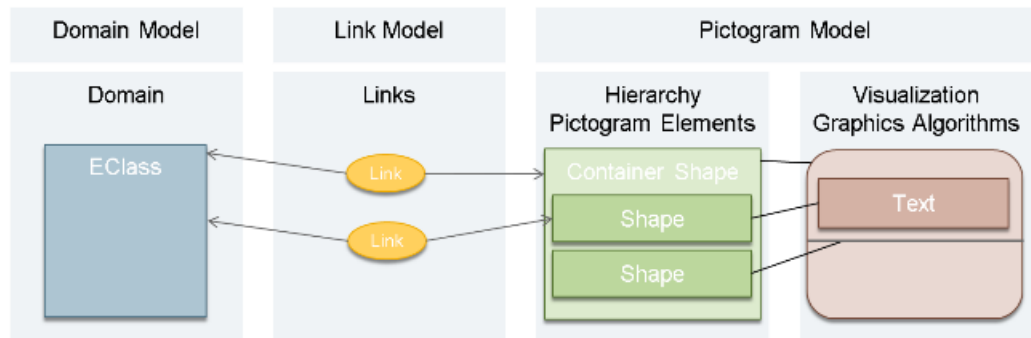 Domain Model
Link Model
Pictogram Model
Domain
Links
Hierarchy
Pictogram Elements
Visualization
Graphics Algorithms
EClass
Link
Link
Container Shape
Shape
Shape
Text